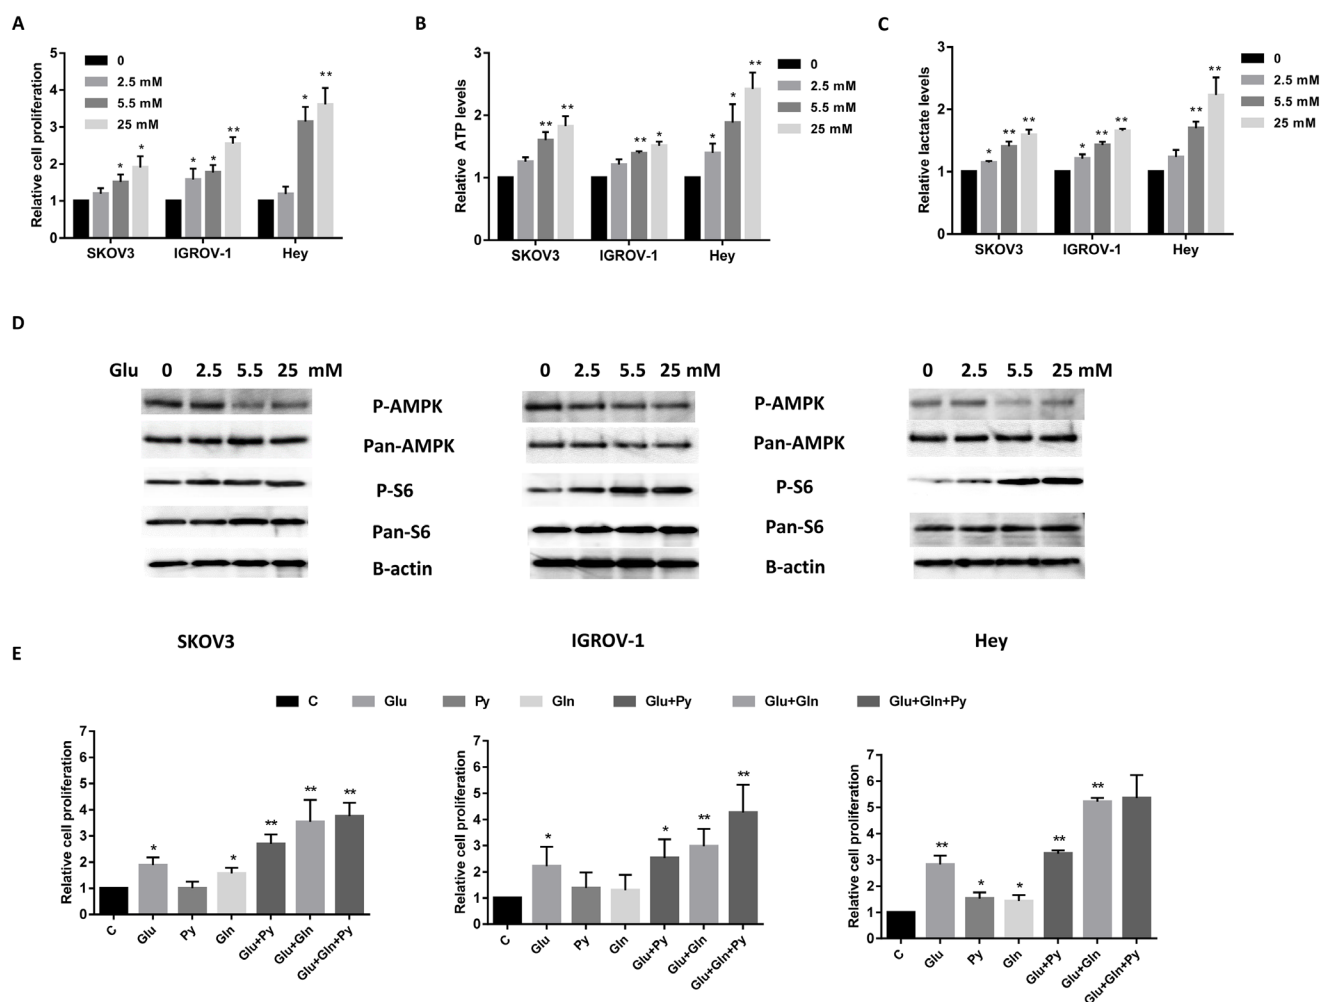 A
Relative cell proliferation
5
4
3
2
1
0
0
2.5 mM
5.5 mM
25 mM
* * * * ** * **
SKOV3 IGROV-1 Hey
B
Relative ATP levels
3
2
1
0
0
2.5 mM
5.5 mM
25 mM
** ** ** * * * **
SKOV3 IGROV-1 Hey
C
Relative lactate levels
3
2
1
0
0
2.5 mM
5.5 mM
25 mM
* ** ** * ** ** ** **
SKOV3 IGROV-1 Hey
D
Glu 0 2.5 5.5 25 mM 0 2.5 5.5 25 mM 0 2.5 5.5 25 mM
P-AMPK P-AMPK
Pan-AMPK Pan-AMPK
P-S6 P-S6
Pan-S6 Pan-S6
B-actin B-actin
SKOV3 IGROV-1 Hey
E
C Glu Py Gln Glu+Py Glu+Gln Glu+Gln+Py
Relative cell proliferation
7
6
5
4
3
2
1
0
* * ** ** **
C Glu Py Gln Glu+Py Glu+Gln Glu+Gln+Py
Relative cell proliferation
7
6
5
4
3
2
1
0
* * ** **
C Glu Py Gln Glu+Py Glu+Gln Glu+Gln+Py
Relative cell proliferation
7
6
5
4
3
2
1
0
** * * ** **
C Glu Py Gln Glu+Py Glu+Gln Glu+Gln+Py